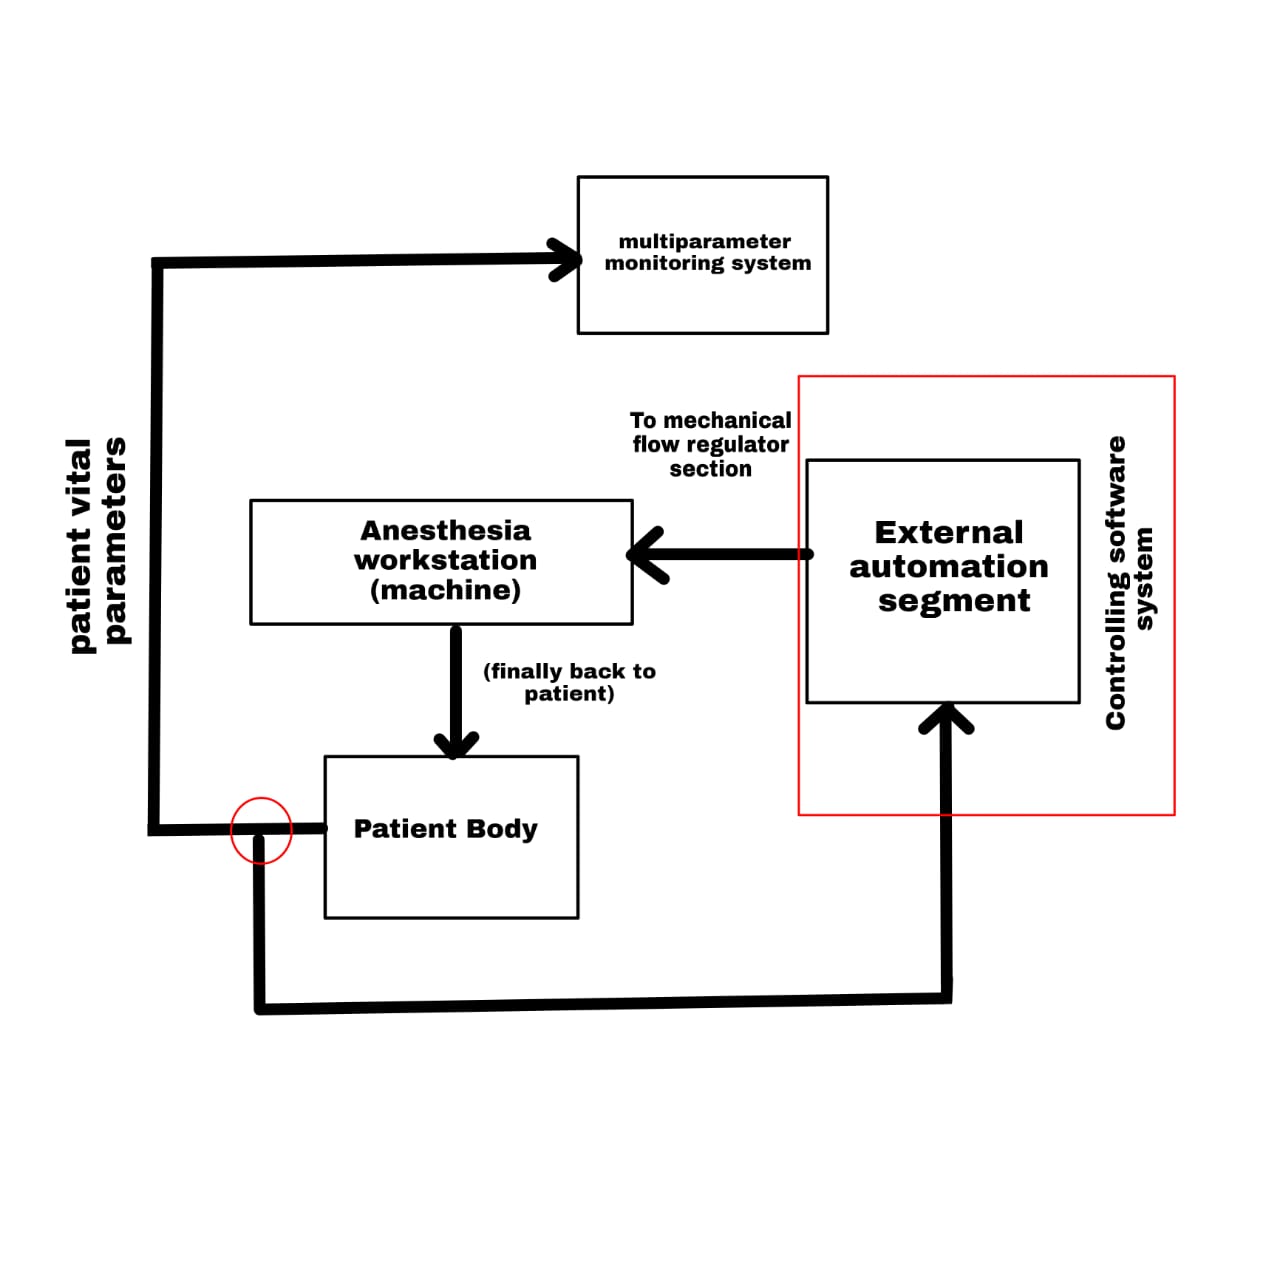 multiparameter
monitoring system
To mechanical
flow regulator
section
patient vital
parameters
Anesthesia
workstation
(machine)
External
automation
segment
Controlling software
system
(finally back to
patient)
Patient Body